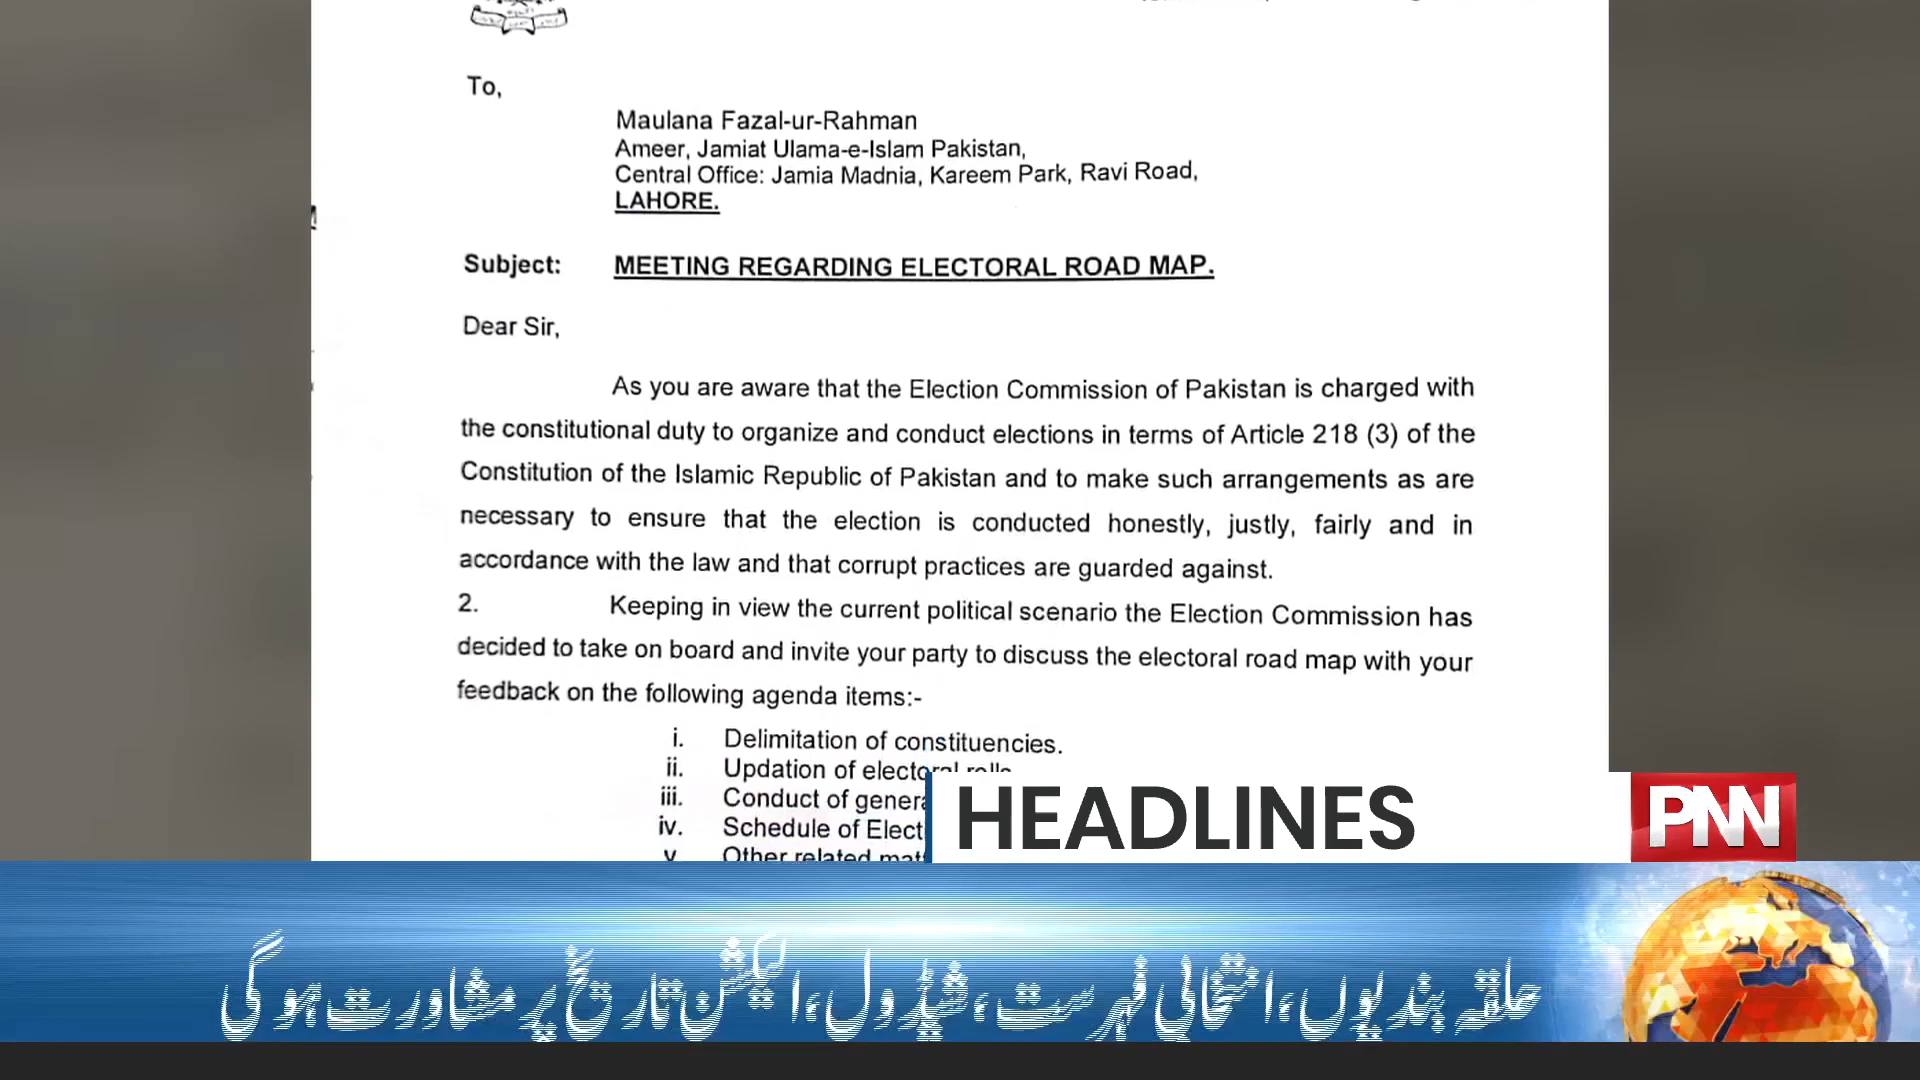 To,
Maulana Fazal-ur-Rahman
Ameer, Jamiat Ulama-e-Islam Pakistan,
Central Office: Jamia Madnia, Kareem Park, Ravi Road,
LAHORE.
Subject: MEETING REGARDING ELECTORAL ROAD MAP.
Dear Sir,
As you are aware that the Election Commission of Pakistan is charged with
the constitutional duty to organize and conduct elections in terms of Article 218 (3) of the
Constitution of the Islamic Republic of Pakistan and to make such arrangements as are
necessary to ensure that the election is conducted honestly, justly, fairly and in
accordance with the law and that corrupt practices are guarded against.
2. Keeping in view the current political scenario the Election Commission has
decided to take on board and invite your party to discuss the electoral road map with your
feedback on the following agenda items:-
i. Delimitation of constituencies.
ii. Updation of electoral rolls
iii. Conduct of genera
iv. Schedule of Elect
v Other related mat
HEADLINES
PNN
حلقہ بندیوں،انتخابی فہرست،شیڈول،الیکشن تاریخ پر مشاورت ہوگی